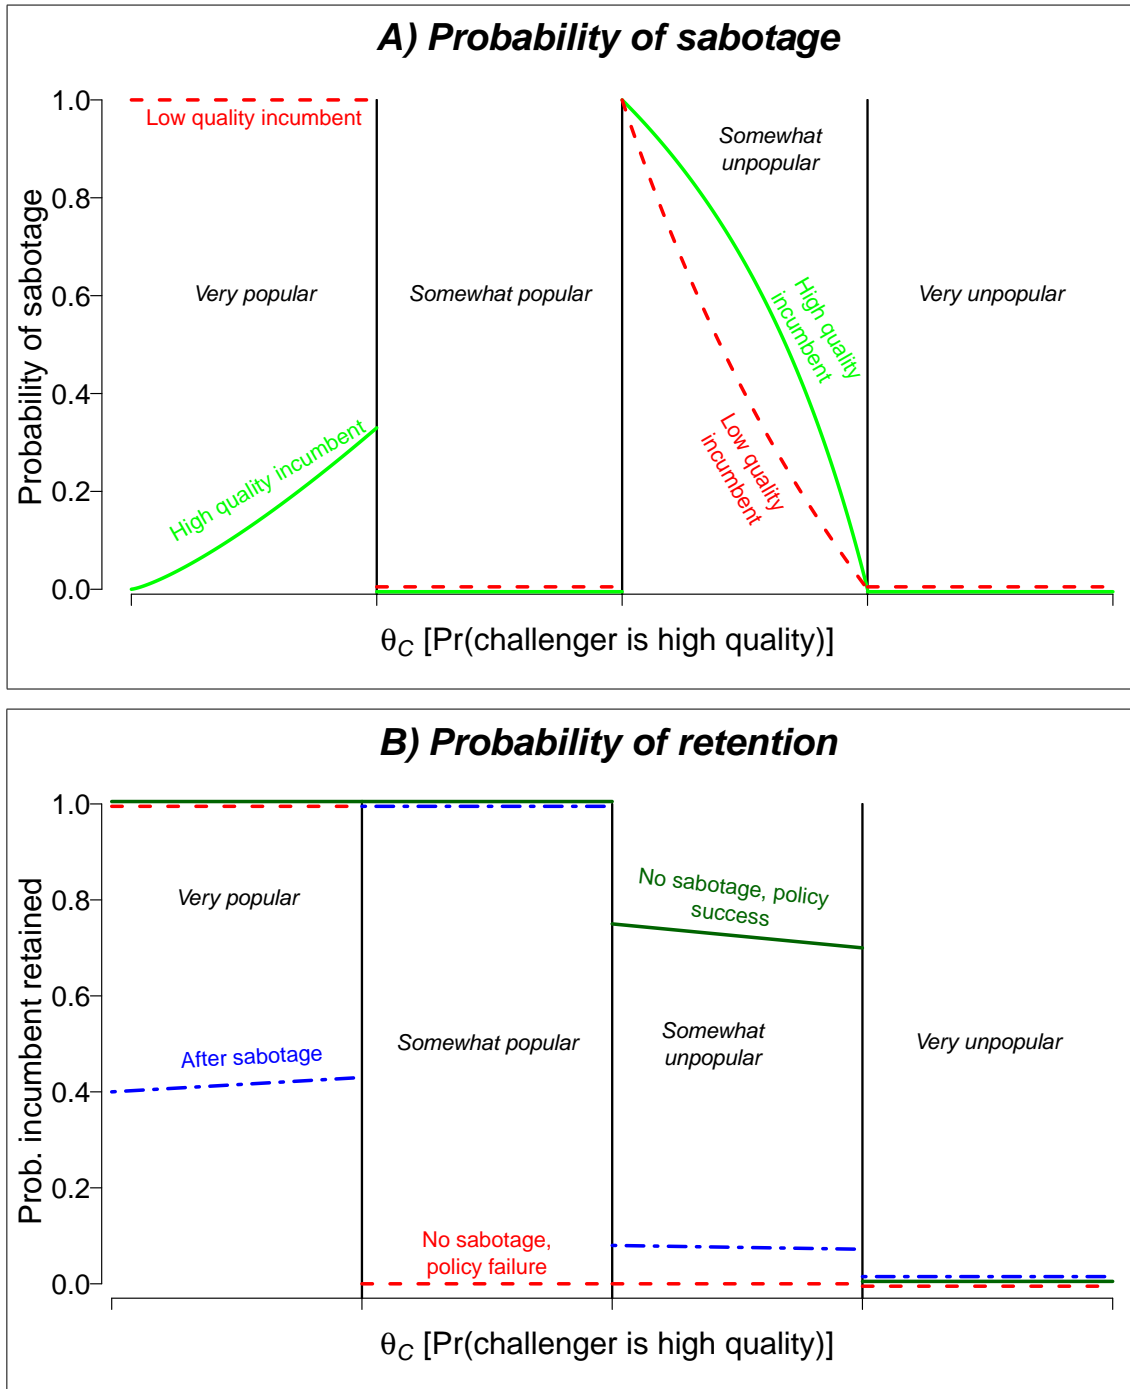 A) Probability of sabotage
Probability of sabotage
1.0
0.8
0.6
0.4
0.2
0.0
Low quality incumbent
High quality incumbent
Very popular
Somewhat popular
Somewhat
unpopular
High quality
incumbent
Low quality
incumbent
Very unpopular
θC [Pr(challenger is high quality)]
B) Probability of retention
Prob. incumbent retained
1.0
0.8
0.6
0.4
0.2
0.0
Very popular
After sabotage
Somewhat popular
No sabotage,
policy failure
No sabotage, policy
success
Somewhat
unpopular
Very unpopular
θC [Pr(challenger is high quality)]